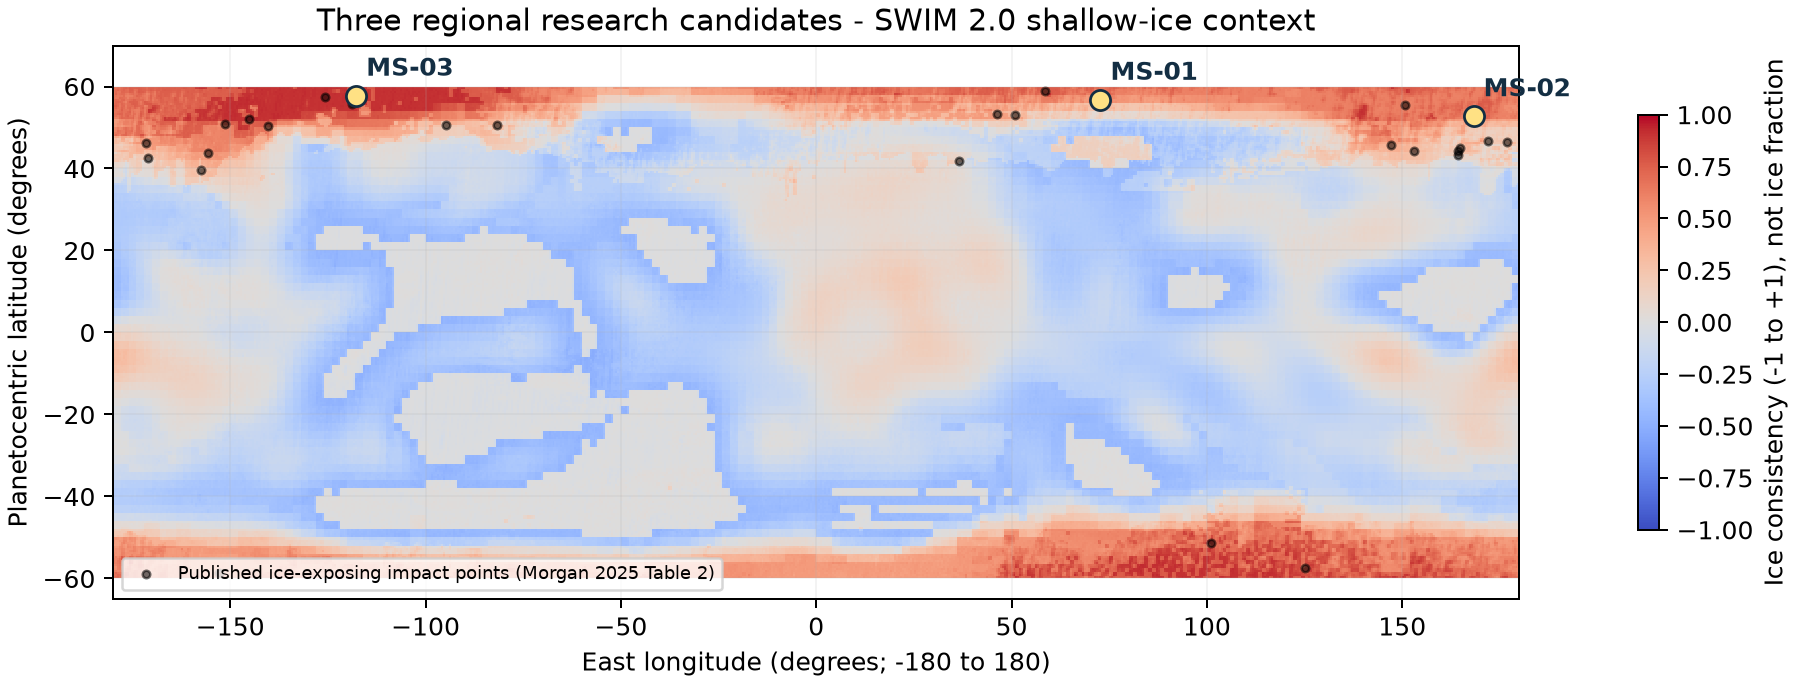 Three regional research candidates - SWIM 2.0 shallow-ice context
MS-03
MS-01
MS-02
60
40
20
0
−20
−40
−60
Planetocentric latitude (degrees)
Published ice-exposing impact points (Morgan 2025 Table 2)
−150
−100
−50
0
50
100
150
East longitude (degrees; -180 to 180)
1.00
0.75
0.50
0.25
0.00
−0.25
−0.50
−0.75
−1.00
Ice consistency (-1 to +1), not ice fraction